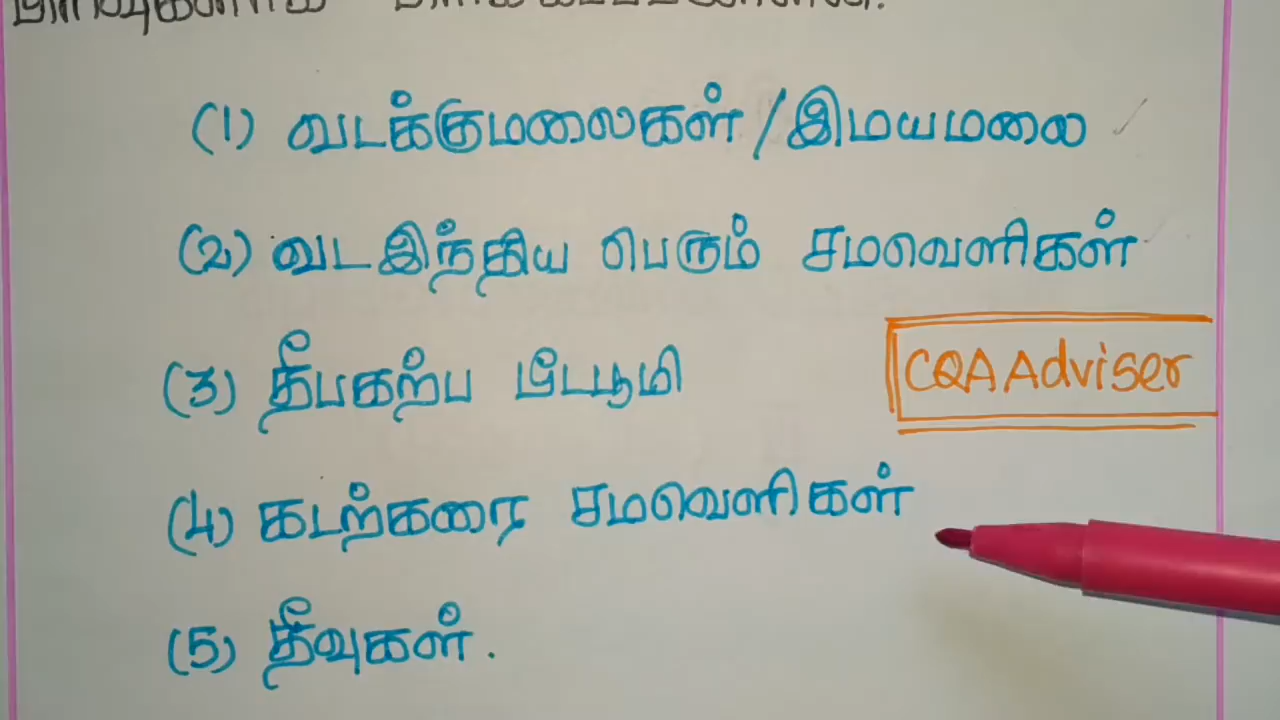 (1) வடக்குமலைகள் / இமயமலை
(2) வட இந்திய பெரும் சமவெளிகள்
(3) தீபகற்ப பீடபூமி
CQA Adviser
(4) கடற்கரை சமவெளிகள்
(5) தீவுகள்.